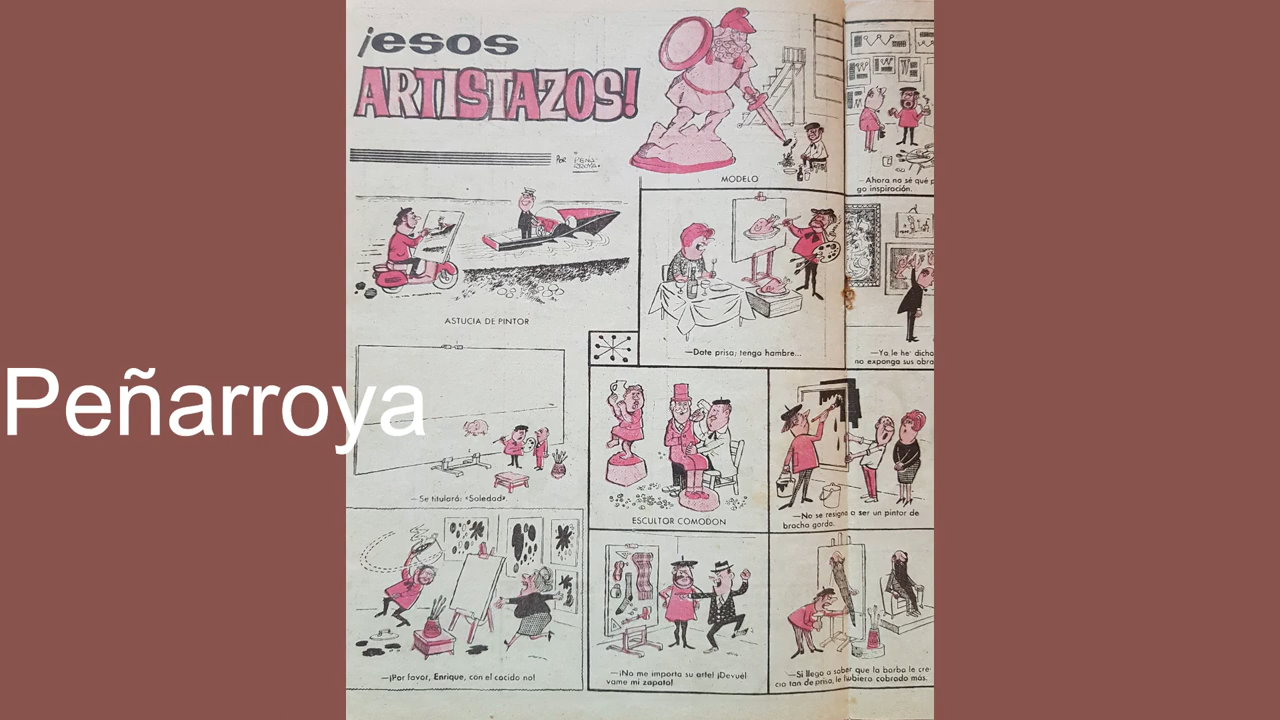 ¡esos
ARTISTAZOS!
POR PEÑARROYA
MODELO
—Ahora no sé qué
go inspiración.
ASTUCIA DE PINTOR
—Date prisa; tengo hambre...
—Ya le he dicho
no exponga sus obra
Peñarroya
—Se titulará: «Soledad».
ESCULTOR COMODON
—No se resigna a ser un pintor de
brocha gorda.
—¡Por favor, Enrique, con el cocido no!
—¡No me importa su arte! ¡Devuél
vame mi zapato!
—Si llego a saber que la barba le cre
cía tan de prisa, le hubiera cobrado más.